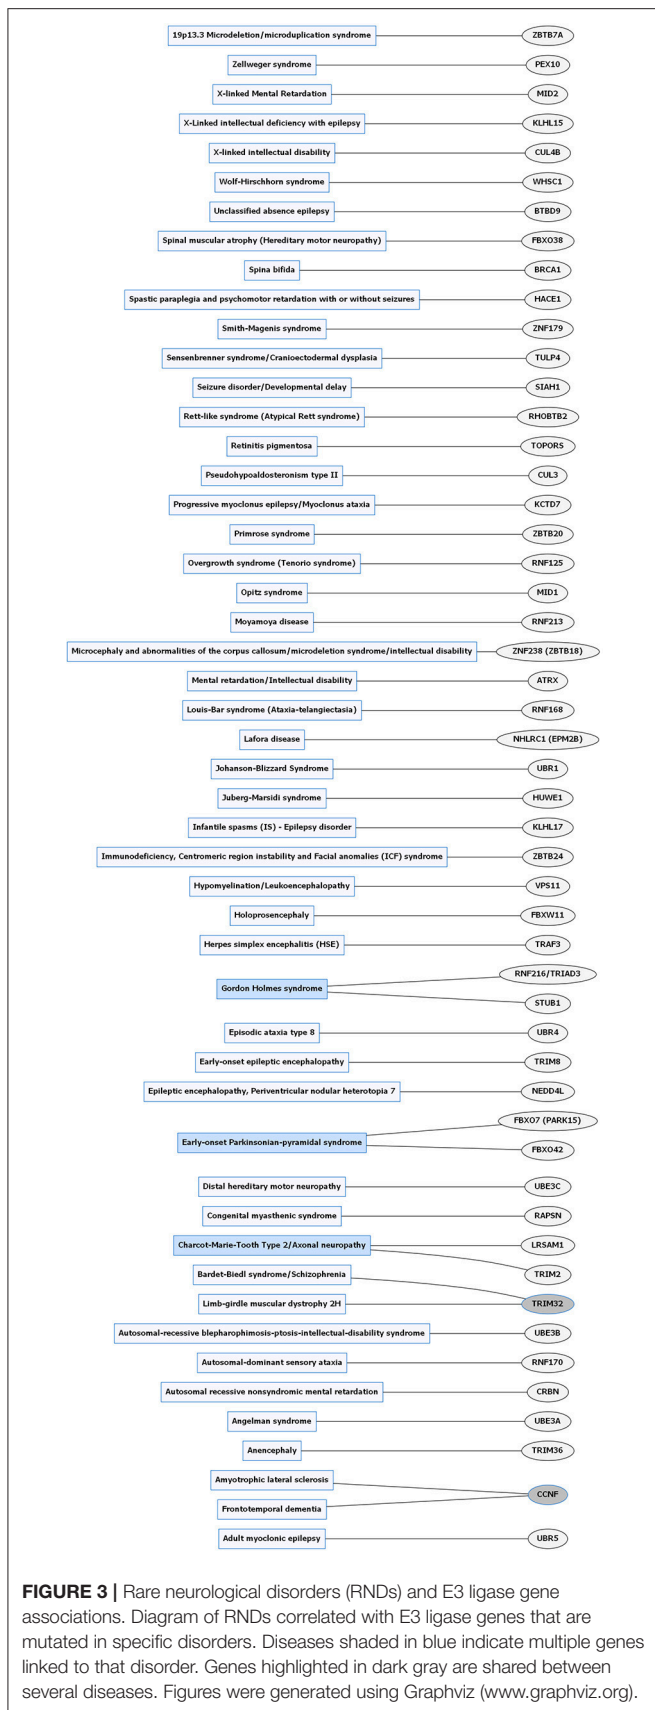 19p13.3 Microdeletion/microduplication syndrome ZBTB7A
Zellweger syndrome PEX10
X-linked Mental Retardation MID2
X-Linked intellectual deficiency with epilepsy KLHL15
X-linked intellectual disability CUL4B
Wolf-Hirschhorn syndrome WHSC1
Unclassified absence epilepsy BTBD9
Spinal muscular atrophy (Hereditary motor neuropathy) FBXO38
Spina bifida BRCA1
Spastic paraplegia and psychomotor retardation with or without seizures HACE1
Smith-Magenis syndrome ZNF179
Sensenbrenner syndrome/Cranioectodermal dysplasia TULP4
Seizure disorder/Developmental delay SIAH1
Rett-like syndrome (Atypical Rett syndrome) RHOBTB2
Retinitis pigmentosa TOPORS
Pseudohypoaldosteronism type II CUL3
Progressive myoclonus epilepsy/Myoclonus ataxia KCTD7
Primrose syndrome ZBTB20
Overgrowth syndrome (Tenorio syndrome) RNF125
Opitz syndrome MID1
Moyamoya disease RNF213
Microcephaly and abnormalities of the corpus callosum/microdeletion syndrome/intellectual disability ZNF238 (ZBTB18)
Mental retardation/Intellectual disability ATRX
Louis-Bar syndrome (Ataxia-telangiectasia) RNF168
Lafora disease NHLRC1 (EPM2B)
Johanson-Blizzard Syndrome UBR1
Juberg-Marsidi syndrome HUWE1
Infantile spasms (IS) - Epilepsy disorder KLHL17
Immunodeficiency, Centromeric region instability and Facial anomalies (ICF) syndrome ZBTB24
Hypomyelination/Leukoencephalopathy VPS11
Holoprosencephaly FBXW11
Herpes simplex encephalitis (HSE) TRAF3
RNF216/TRIAD3
Gordon Holmes syndrome
STUB1
Episodic ataxia type 8 UBR4
Early-onset epileptic encephalopathy TRIM8
Epileptic encephalopathy, Periventricular nodular heterotopia 7 NEDD4L
FBXO7 (PARK15)
Early-onset Parkinsonian-pyramidal syndrome
FBXO42
Distal hereditary motor neuropathy UBE3C
Congenital myasthenic syndrome RAPSN
Charcot-Marie-Tooth Type 2/Axonal neuropathy LRSAM1
Bardet-Biedl syndrome/Schizophrenia TRIM2
Limb-girdle muscular dystrophy 2H TRIM32
Autosomal-recessive blepharophimosis-ptosis-intellectual-disability syndrome UBE3B
Autosomal-dominant sensory ataxia RNF170
Autosomal recessive nonsyndromic mental retardation CRBN
Angelman syndrome UBE3A
Anencephaly TRIM36
Amyotrophic lateral sclerosis
CCNF
Frontotemporal dementia
Adult myoclonic epilepsy UBR5
FIGURE 3 | Rare neurological disorders (RNDs) and E3 ligase gene
associations. Diagram of RNDs correlated with E3 ligase genes that are
mutated in specific disorders. Diseases shaded in blue indicate multiple genes
linked to that disorder. Genes highlighted in dark gray are shared between
several diseases. Figures were generated using Graphviz (www.graphviz.org).